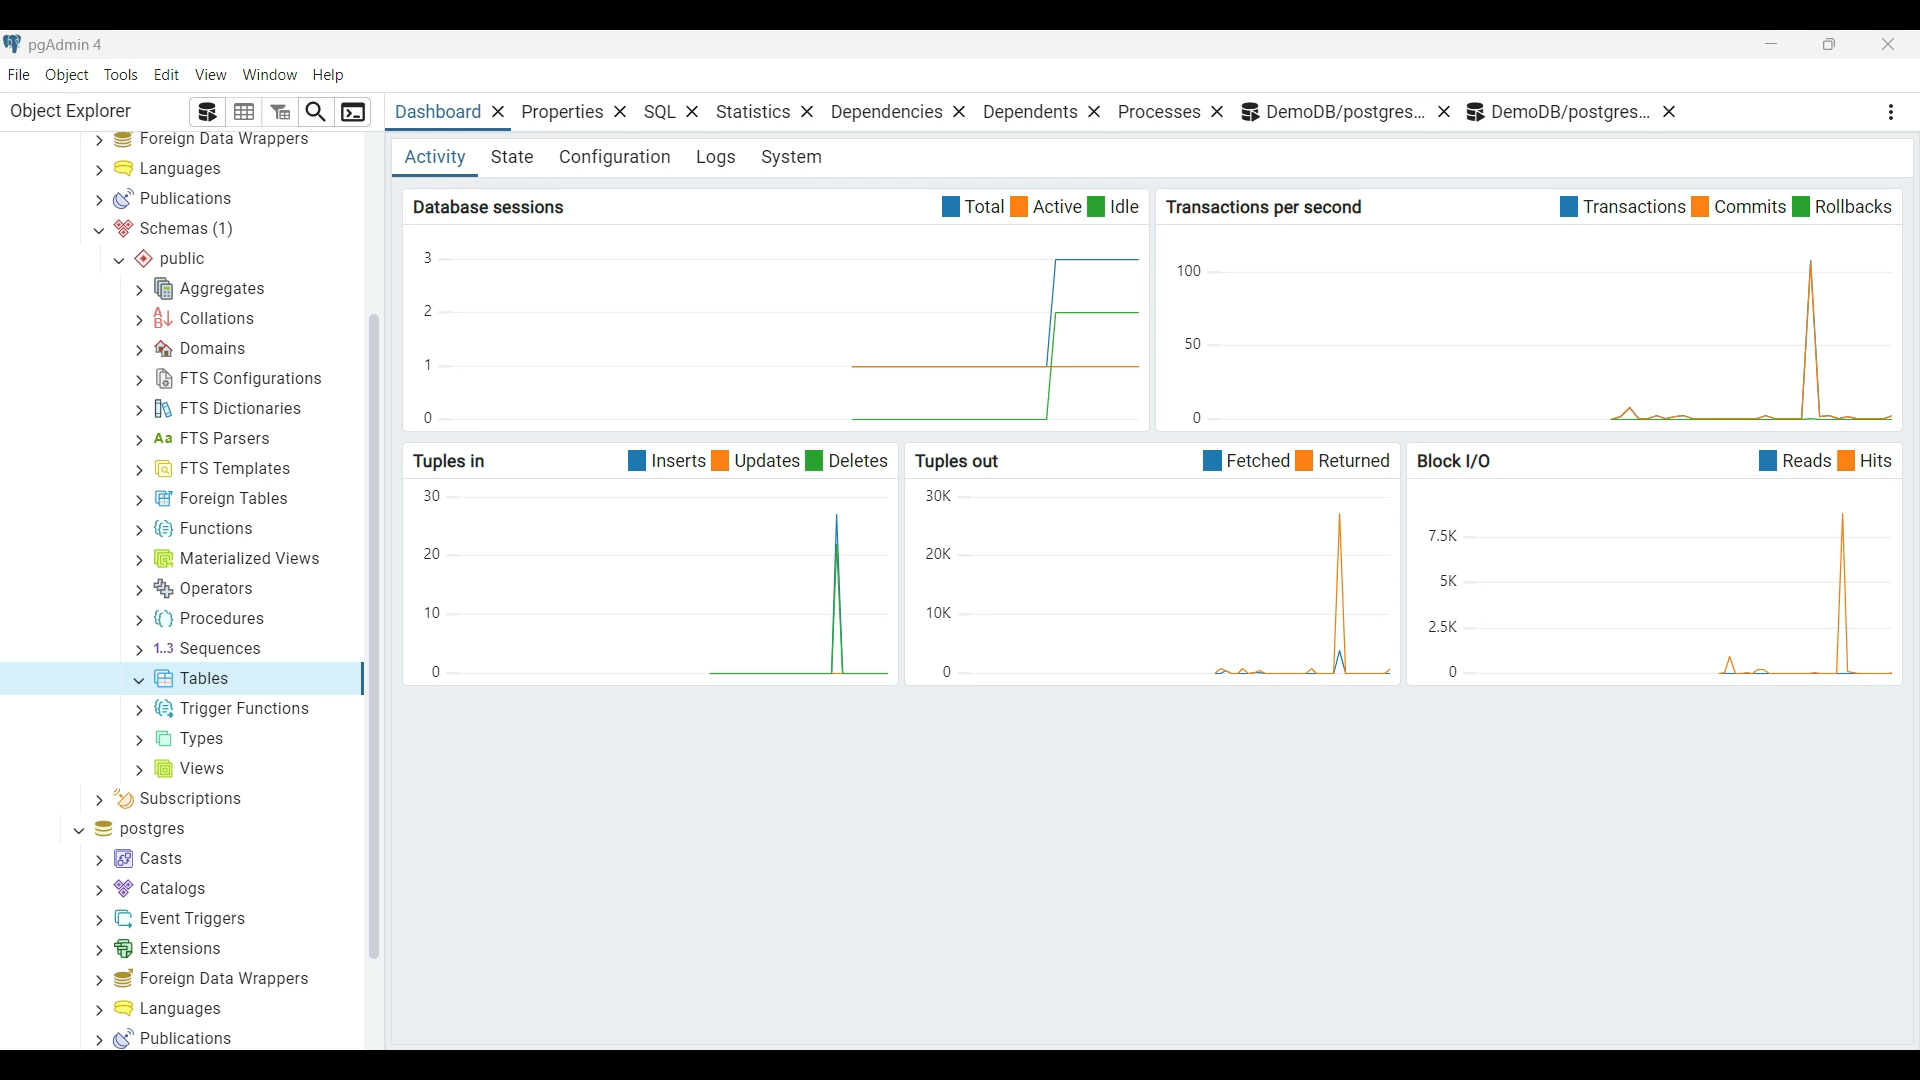 pgAdmin 4
File Object Tools Edit View Window Help
Object Explorer
Dashboard Properties SQL Statistics Dependencies Dependents Processes DemoDB/postgres... DemoDB/postgres...
Foreign Data Wrappers
Languages
Publications
Schemas (1)
public
Aggregates
Collations
Domains
FTS Configurations
FTS Dictionaries
Aa FTS Parsers
FTS Templates
Foreign Tables
Functions
Materialized Views
Operators
Procedures
1..3 Sequences
Tables
Trigger Functions
Types
Views
Subscriptions
postgres
Casts
Catalogs
Event Triggers
Extensions
Foreign Data Wrappers
Languages
Publications
Activity State Configuration Logs System
Database sessions Total Active Idle
3
2
1
0
Transactions per second Transactions Commits Rollbacks
100
50
0
Tuples in Inserts Updates Deletes
30
20
10
0
Tuples out Fetched Returned
30K
20K
10K
0
Block I/O Reads Hits
7.5K
5K
2.5K
0